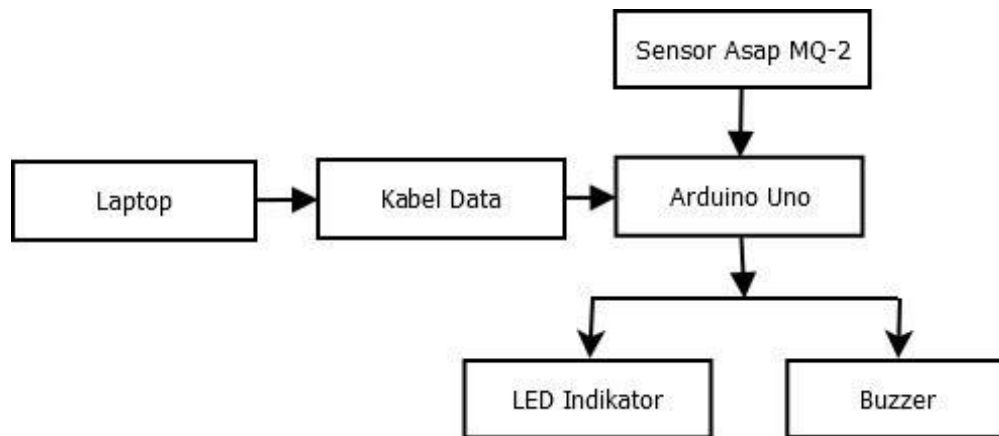 Sensor Asap MQ-2
Laptop
Kabel Data
Arduino Uno
LED Indikator
Buzzer